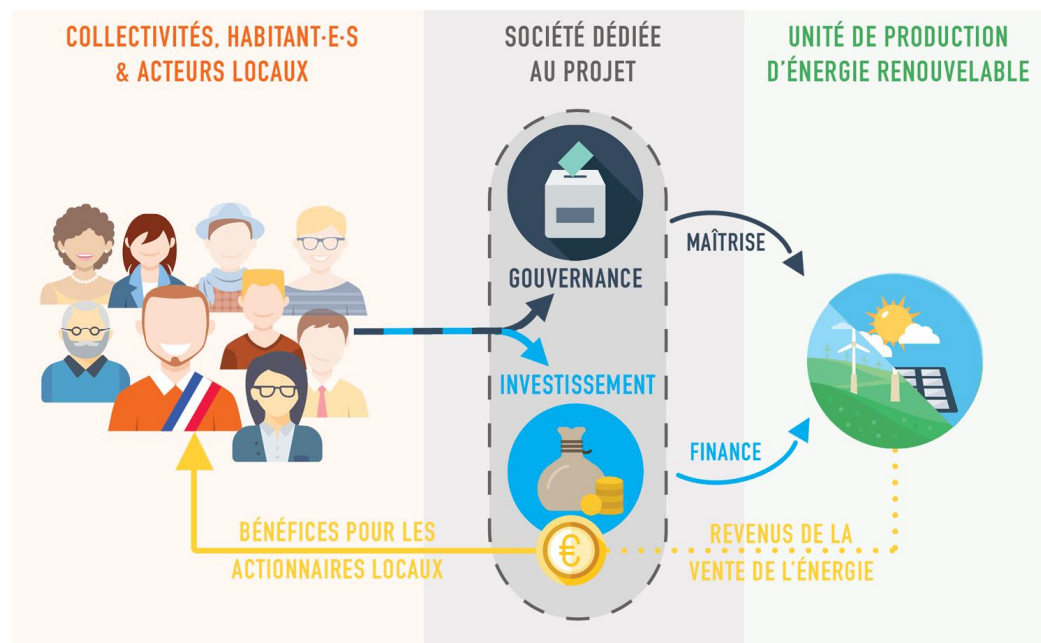 COLLECTIVITÉS, HABITANT·E·S
& ACTEURS LOCAUX
SOCIÉTÉ DÉDIÉE
AU PROJET
UNITÉ DE PRODUCTION
D'ÉNERGIE RENOUVELABLE
GOUVERNANCE
MAÎTRISE
INVESTISSEMENT
FINANCE
BÉNÉFICES POUR LES
ACTIONNAIRES LOCAUX
€
REVENUS DE LA
VENTE DE L'ÉNERGIE